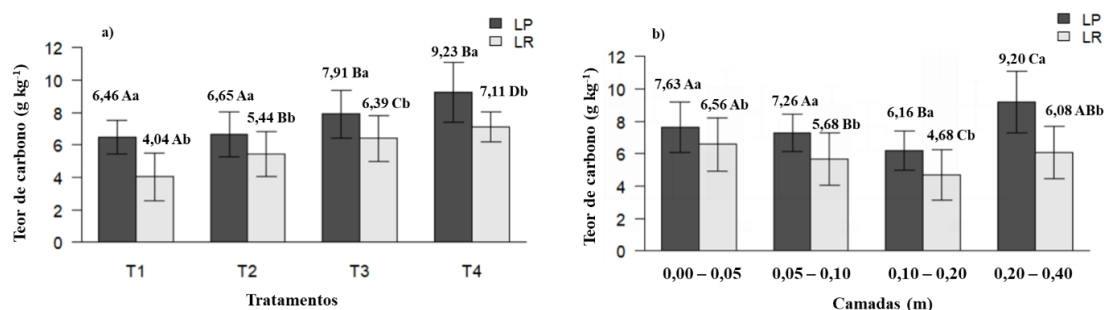 a)
LP
LR
Teor de carbono (g kg⁻¹)
12
10
8
6
4
2
0
6,46 Aa
4,04 Ab
6,65 Aa
5,44 Bb
7,91 Ba
6,39 Cb
9,23 Ba
7,11 Db
T1
T2
T3
T4
Tratamentos
b)
LP
LR
Teor de carbono (g kg⁻¹)
12
10
8
6
4
2
0
7,63 Aa
6,56 Ab
7,26 Aa
5,68 Bb
6,16 Ba
4,68 Cb
9,20 Ca
6,08 ABb
0,00 – 0,05
0,05 – 0,10
0,10 – 0,20
0,20 – 0,40
Camadas (m)